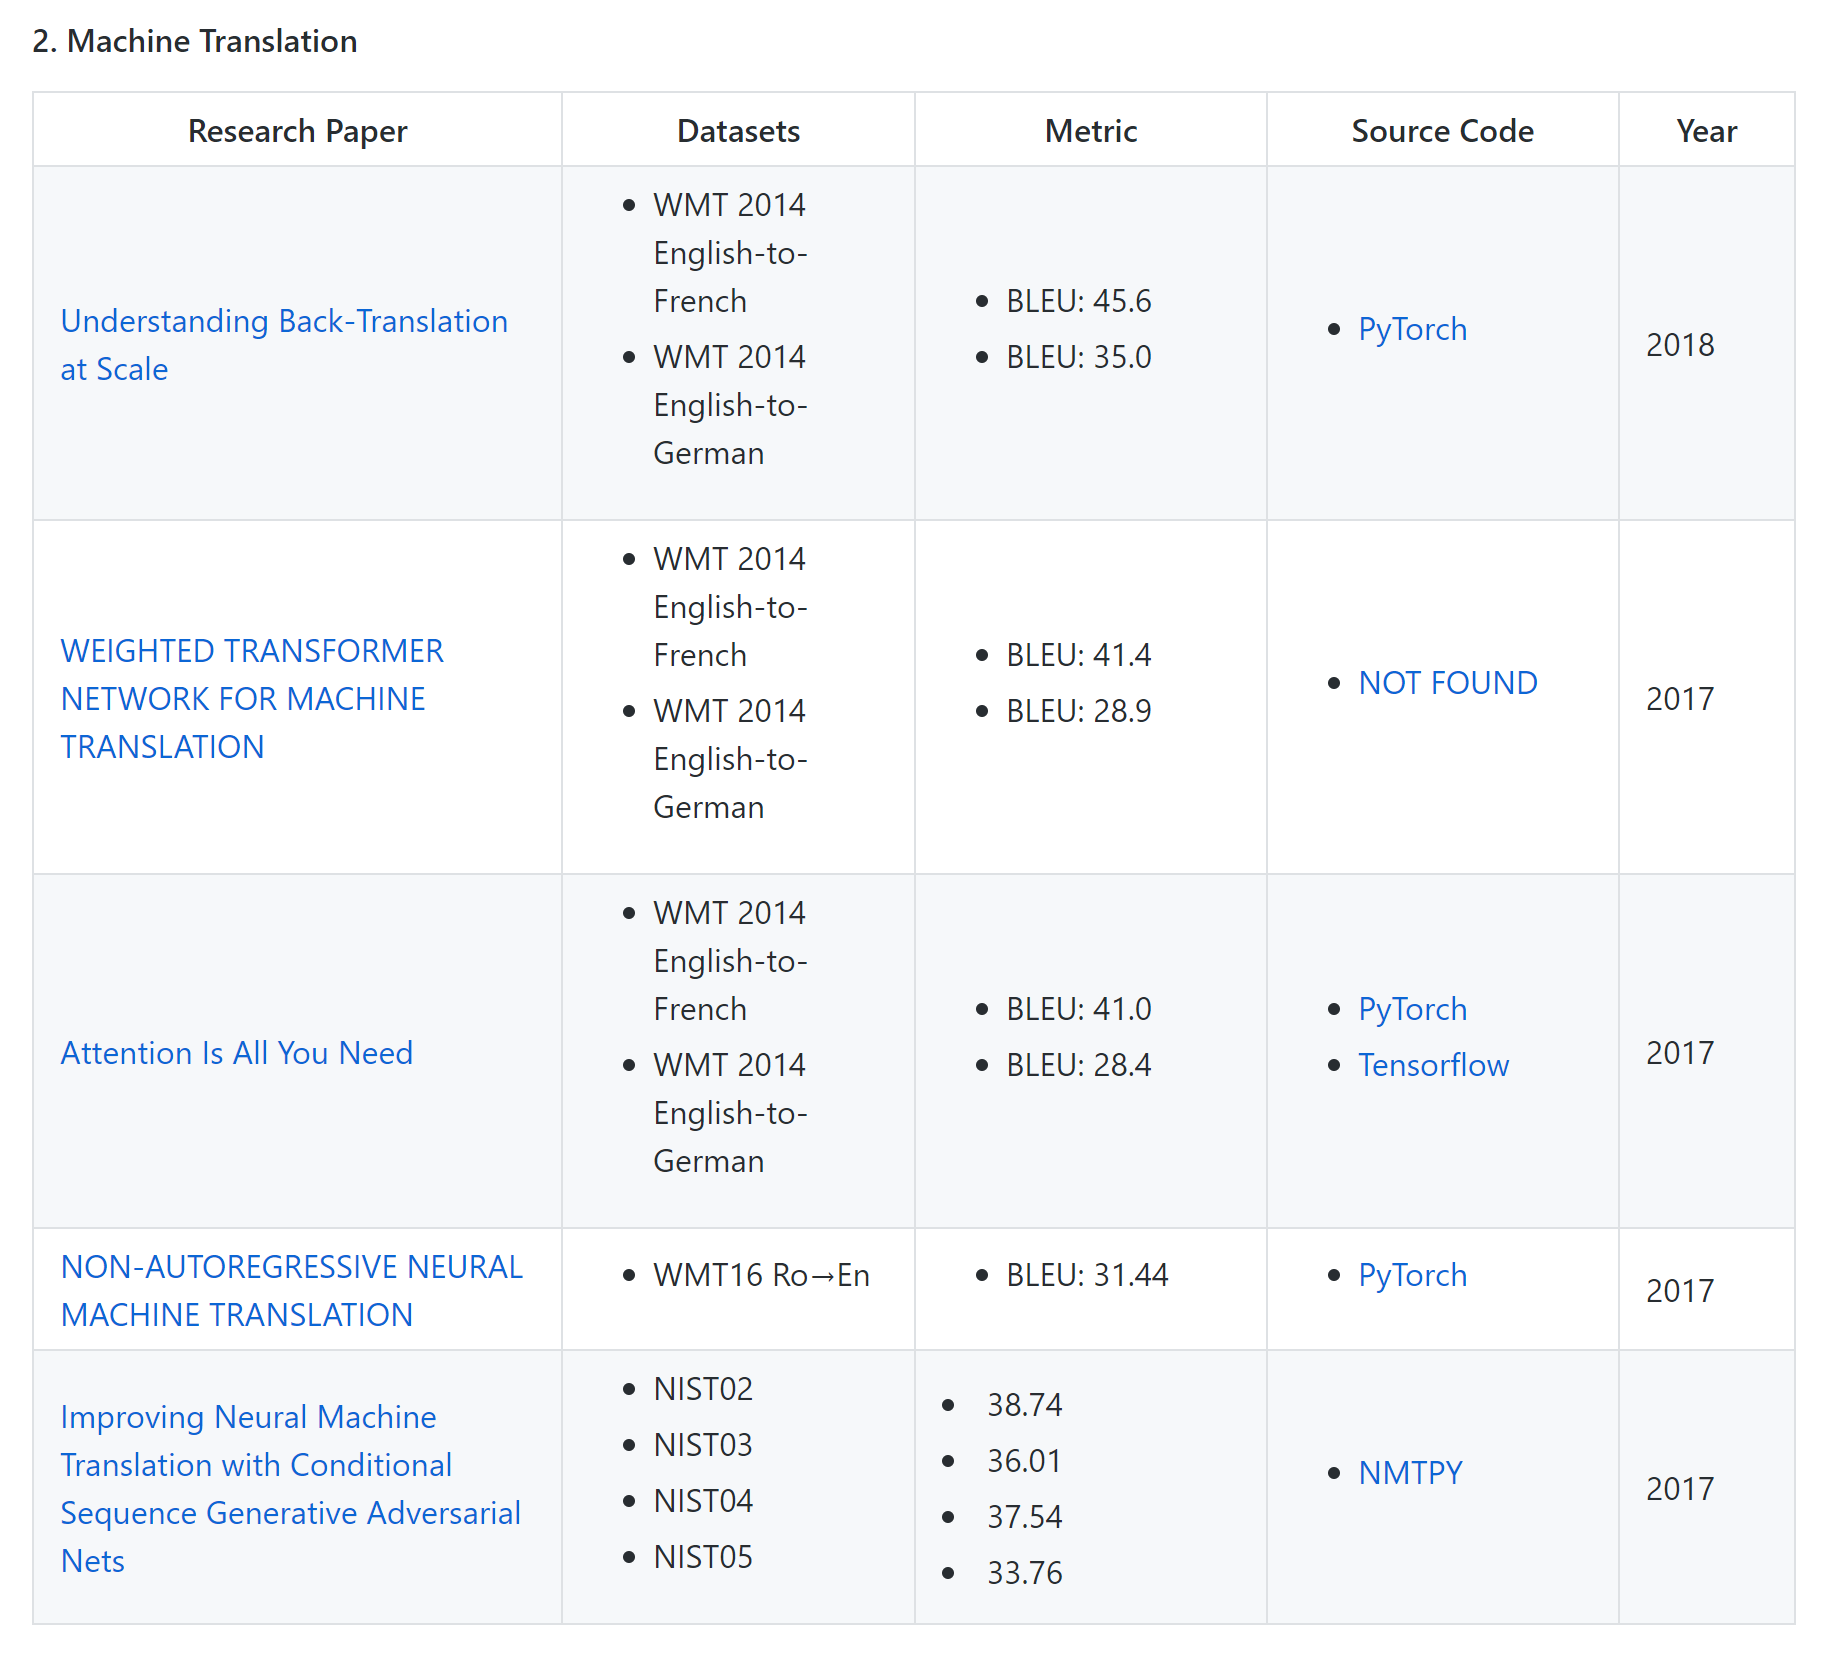 2. Machine Translation
Research Paper Datasets Metric Source Code Year
Understanding Back-Translation
at Scale
WMT 2014
English-to-
French
WMT 2014
English-to-
German
BLEU: 45.6
BLEU: 35.0
PyTorch
2018
WEIGHTED TRANSFORMER
NETWORK FOR MACHINE
TRANSLATION
WMT 2014
English-to-
French
WMT 2014
English-to-
German
BLEU: 41.4
BLEU: 28.9
NOT FOUND
2017
Attention Is All You Need
WMT 2014
English-to-
French
WMT 2014
English-to-
German
BLEU: 41.0
BLEU: 28.4
PyTorch
Tensorflow
2017
NON-AUTOREGRESSIVE NEURAL
MACHINE TRANSLATION
WMT16 Ro→En
BLEU: 31.44
PyTorch
2017
Improving Neural Machine
Translation with Conditional
Sequence Generative Adversarial
Nets
NIST02
NIST03
NIST04
NIST05
38.74
36.01
37.54
33.76
NMTPY
2017